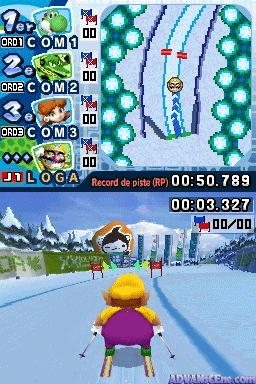 1er
ORD1 COM1
00
2e
ORD2 COM2
00
3e
ORD3 COM3
00
J1 LOGA
00
Record de piste (RP) 00:50.789
00:03.327
00/00
ADVANsCEne.com